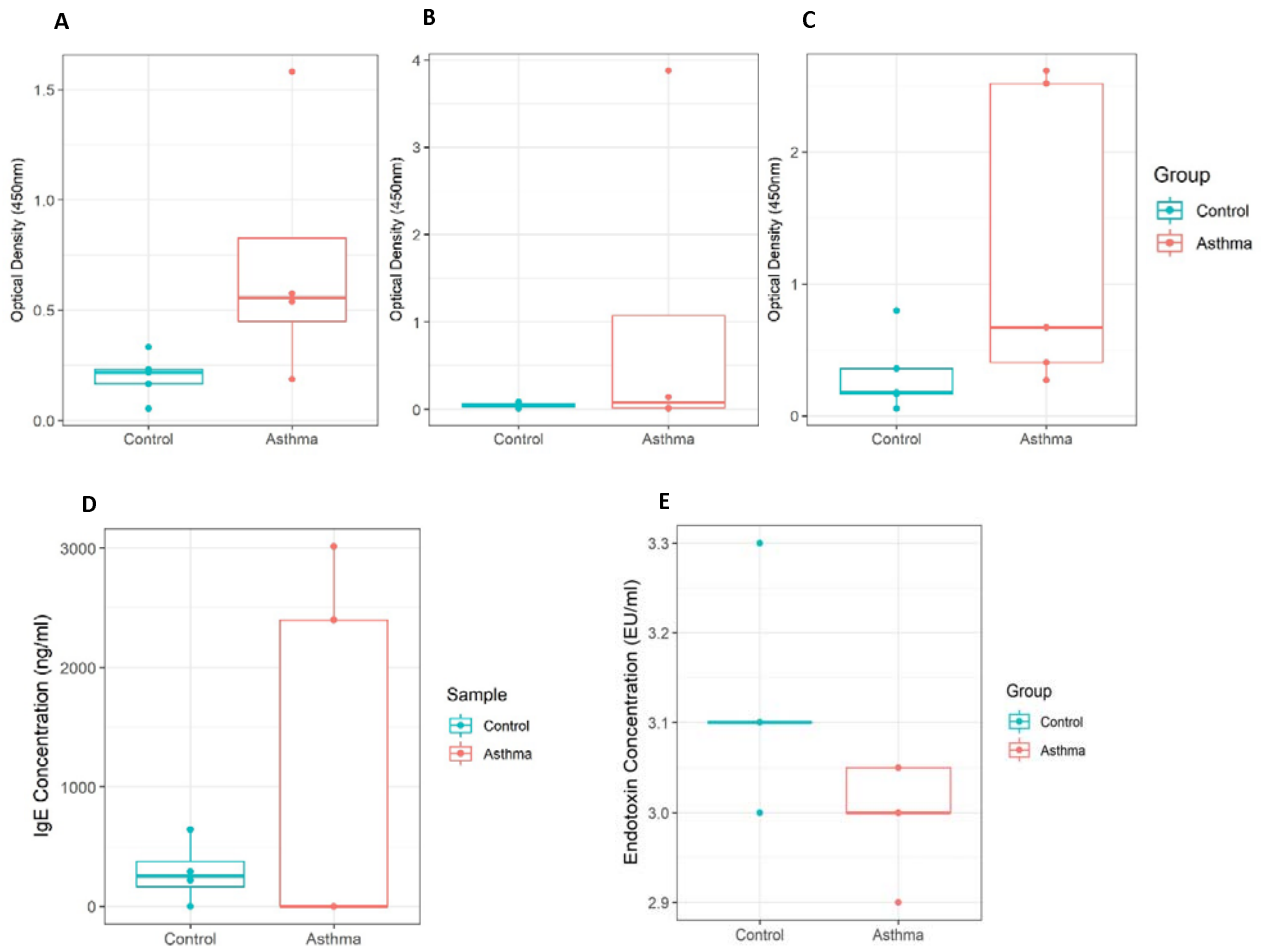 A
B
C
Optical Density (450nm)
1.5
1.0
0.5
0.0
Control
Asthma
Optical Density (450nm)
4
3
2
1
0
Control
Asthma
Optical Density (450nm)
2
1
0
Control
Asthma
Group
Control
Asthma
D
E
IgE Concentration (ng/ml)
3000
2000
1000
0
Control
Asthma
Sample
Control
Asthma
Endotoxin Concentration (EU/ml)
3.3
3.2
3.1
3.0
2.9
Control
Asthma
Group
Control
Asthma